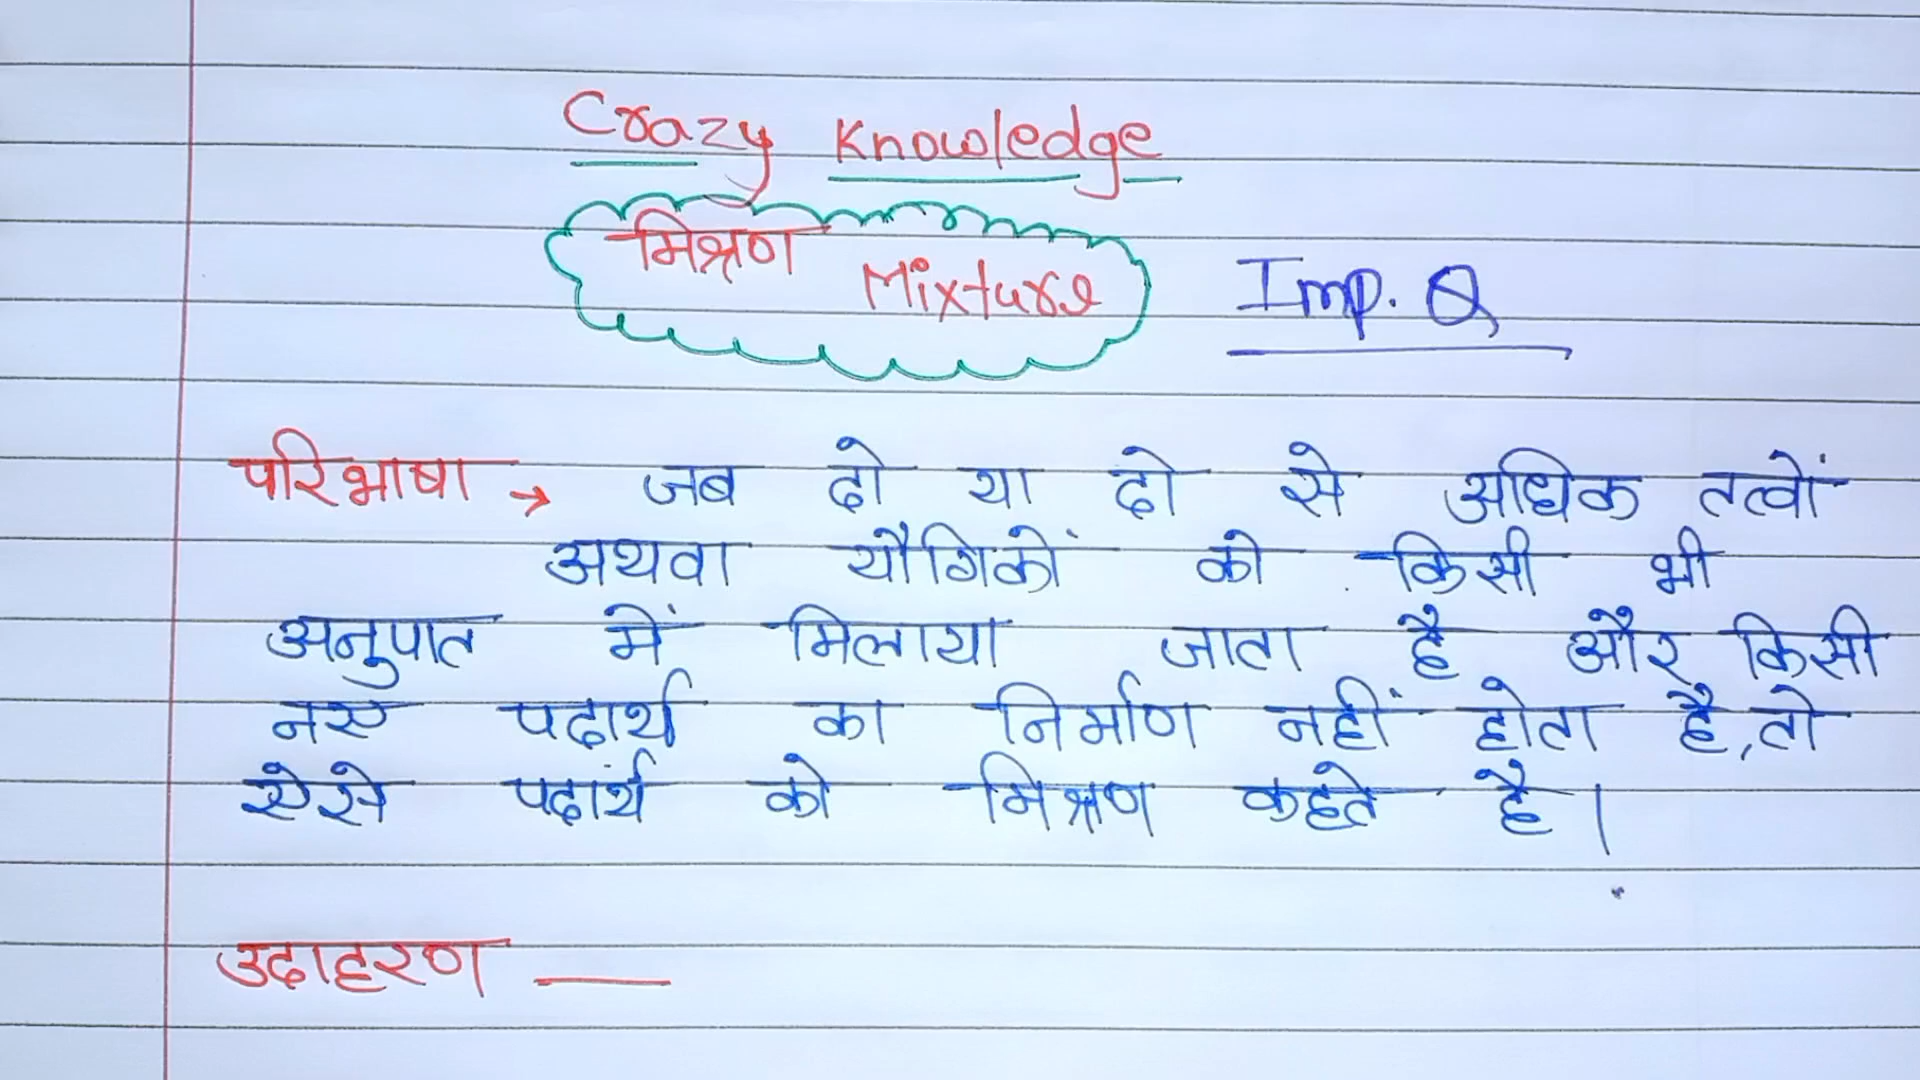 Crazy Knowledge
मिश्रण Mixture
Imp. Q
परिभाषा → जब दो या दो से अधिक तत्वों
अथवा यौगिकों को किसी भी
अनुपात में मिलाया जाता है और किसी
नए पदार्थ का निर्माण नहीं होता है, तो
ऐसे पदार्थ को मिश्रण कहते है।
उदाहरण —